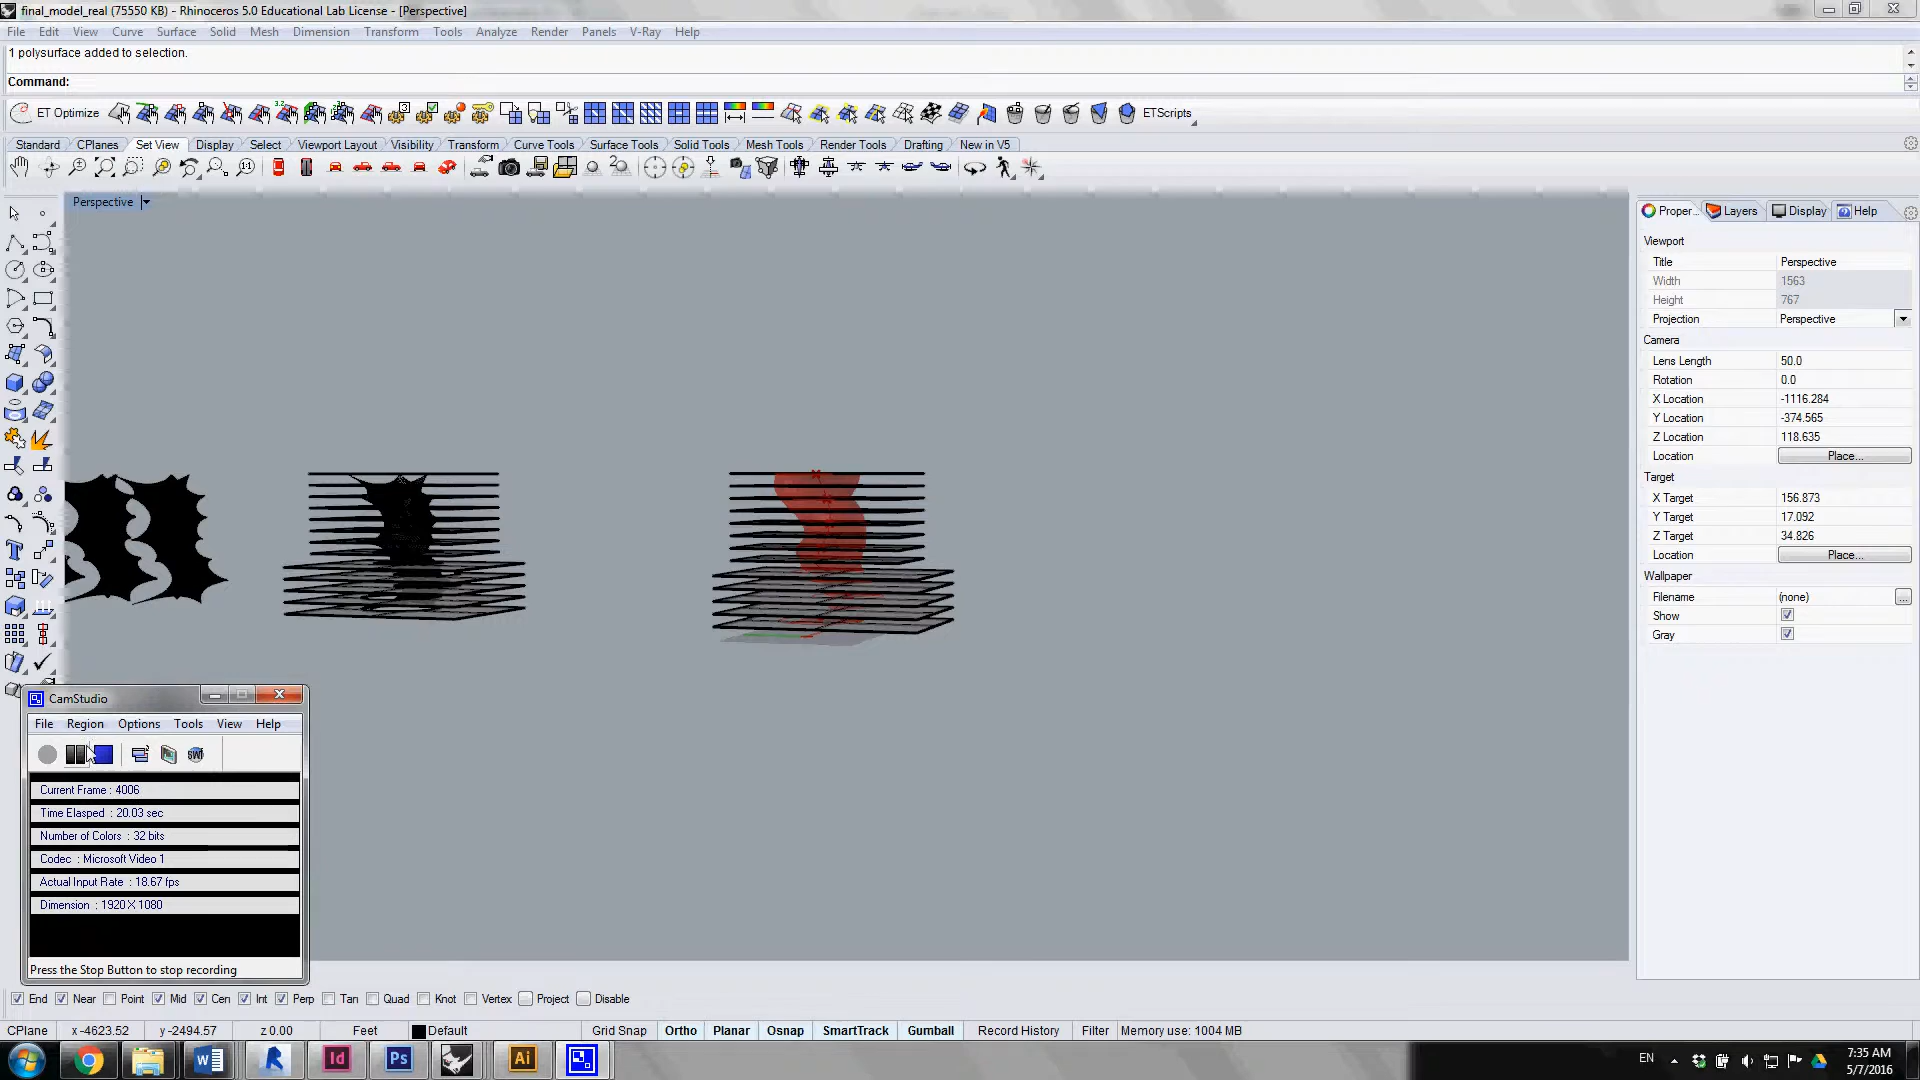 final_model_real (75550 KB) - Rhinoceros 5.0 Educational Lab License - [Perspective]
File Edit View Curve Surface Solid Mesh Dimension Transform Tools Analyze Render Panels V-Ray Help
1 polysurface added to selection.
Command:
ET Optimize ETScripts
Standard CPlanes Set View Display Select Viewport Layout Visibility Transform Curve Tools Surface Tools Solid Tools Mesh Tools Render Tools Drafting New in V5
Perspective
Proper... Layers Display Help
Viewport
Title Perspective
Width 1563
Height 767
Projection Perspective
Camera
Lens Length 50.0
Rotation 0.0
X Location -1116.284
Y Location -374.565
Z Location 118.635
Location Place...
Target
X Target 156.873
Y Target 17.092
Z Target 34.826
Location Place...
Wallpaper
Filename (none) ...
Show
Gray
CamStudio
File Region Options Tools View Help
Current Frame : 4006
Time Elasped : 20.03 sec
Number of Colors : 32 bits
Codec : Microsoft Video 1
Actual Input Rate : 18.67 fps
Dimension : 1920 X 1080
Press the Stop Button to stop recording
End Near Point Mid Cen Int Perp Tan Quad Knot Vertex Project Disable
CPlane x -4623.52 y -2494.57 z 0.00 Feet Default Grid Snap Ortho Planar Osnap SmartTrack Gumball Record History Filter Memory use: 1004 MB
EN 7:35 AM
5/7/2016